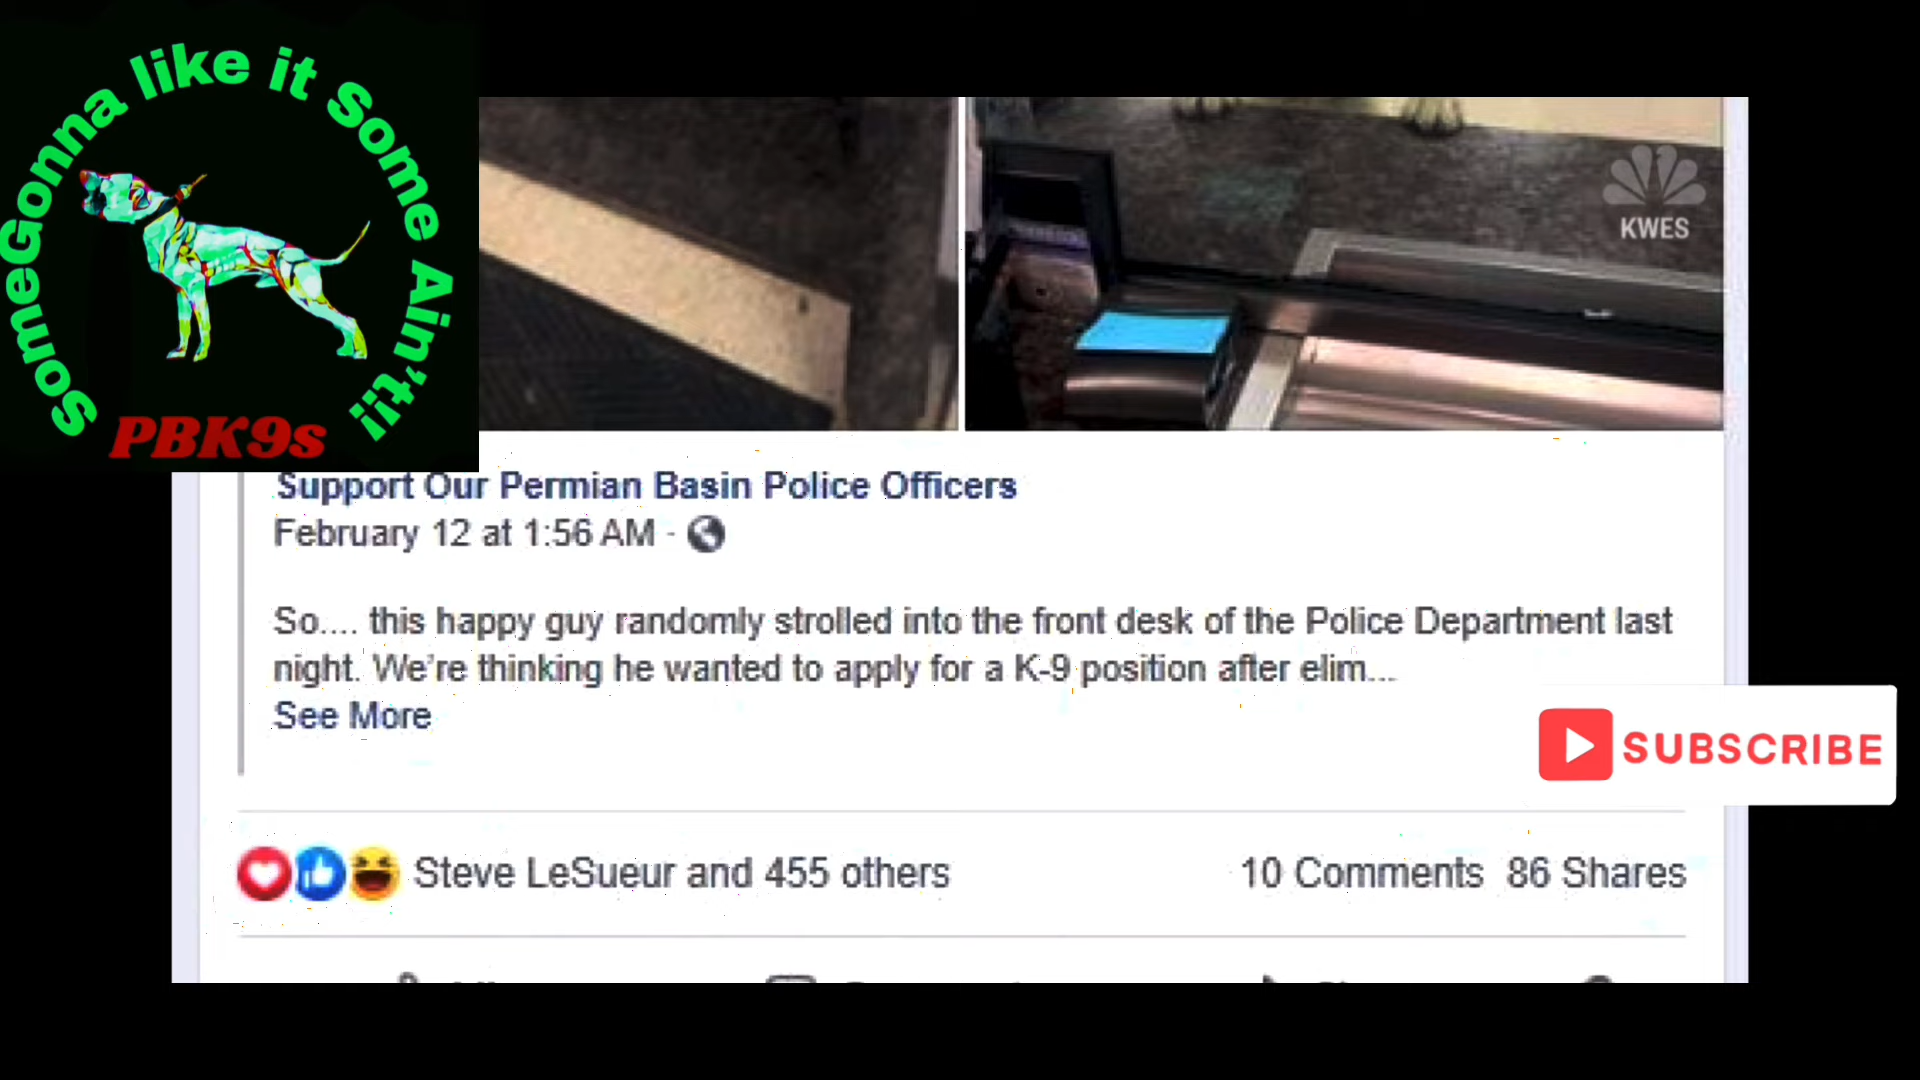 SomeGonna like it Some Ain't!!
PBK9s
KWES
Support Our Permian Basin Police Officers
February 12 at 1:56 AM ·
So.... this happy guy randomly strolled into the front desk of the Police Department last
night. We're thinking he wanted to apply for a K-9 position after elim...
See More
SUBSCRIBE
Steve LeSueur and 455 others
10 Comments 86 Shares